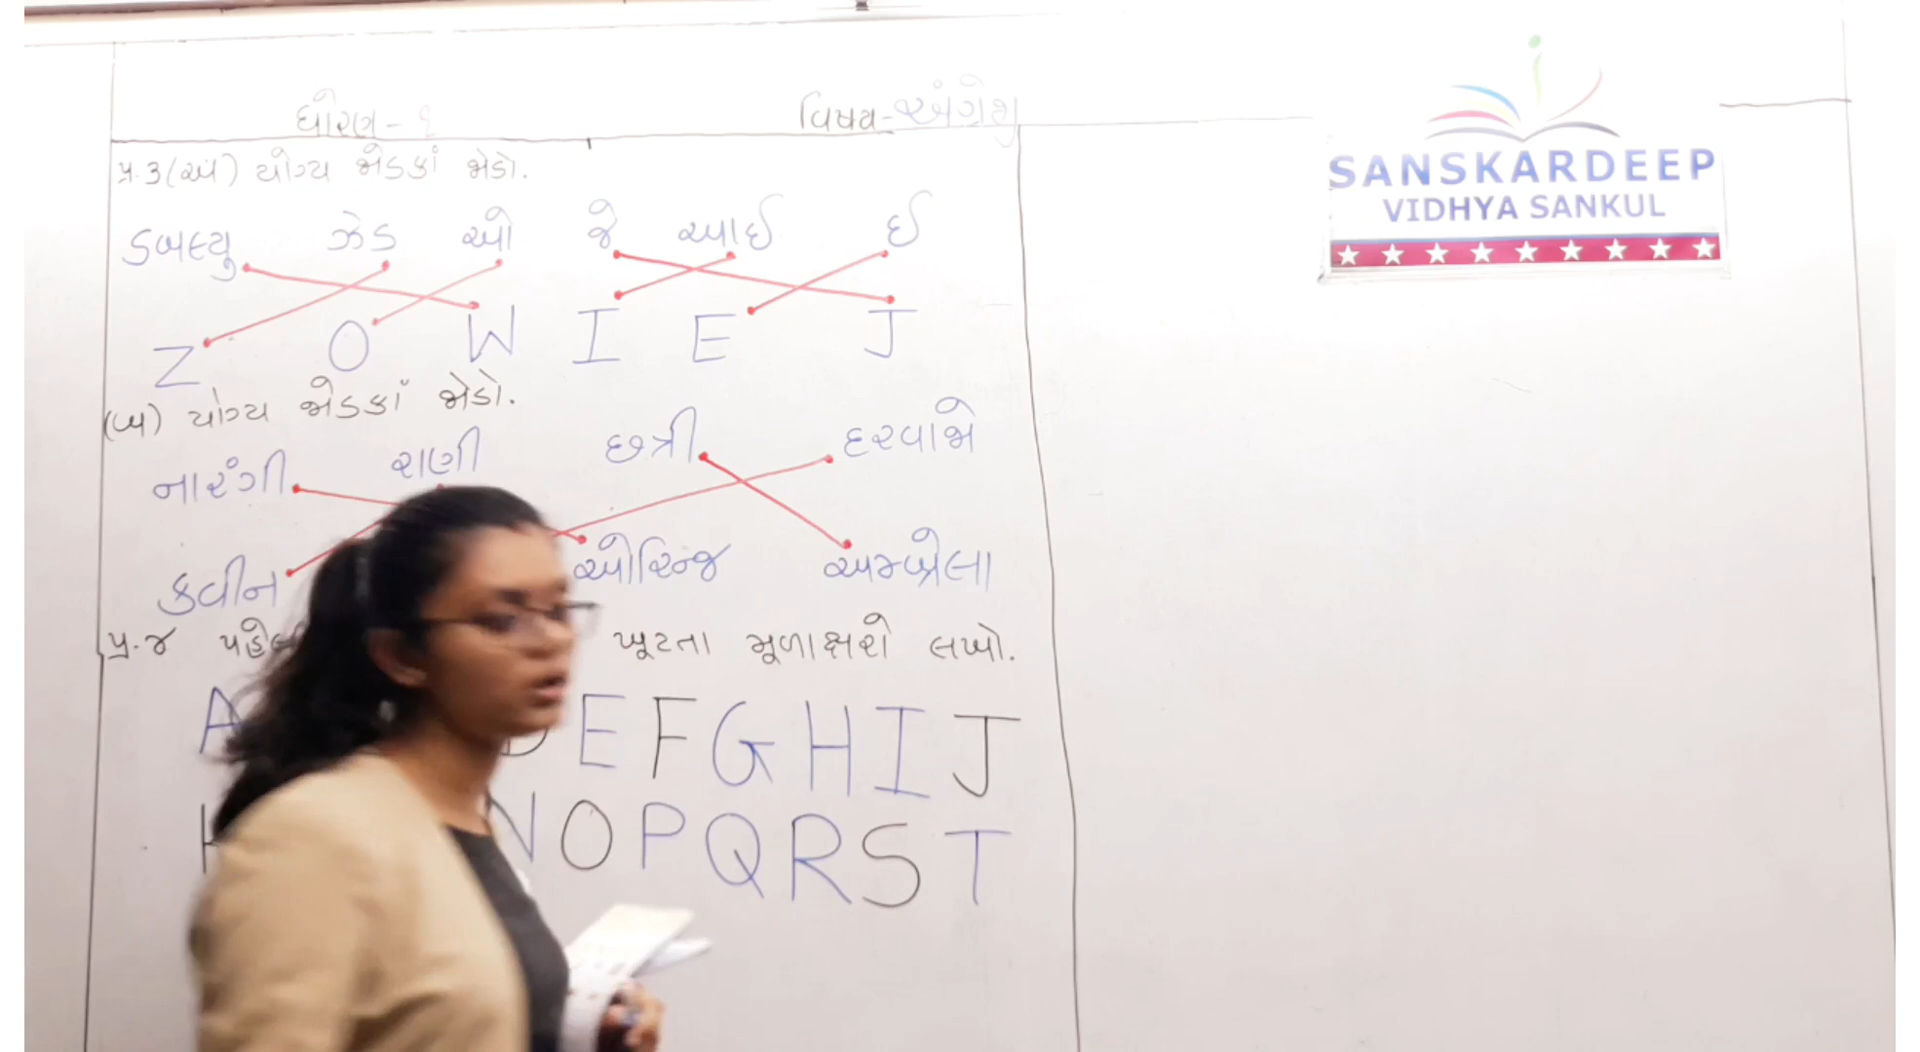 ધોરણ - ૧ વિષય - અંગ્રેજી
પ્ર.૩ (અ) યોગ્ય જોડકાં જોડો.
ડબલ્યુ ઝેડ ઓ જે આઈ ઈ
Z O W I E J
(બ) યોગ્ય જોડકાં જોડો.
નારંગી રાણી છત્રી દરવાજો
ક્વીન ઓરેન્જ અમ્બ્રેલા
પ્ર.૪ ખૂટતા મૂળાક્ષરો લખો.
A D E F G H I J
K N O P Q R S T
SANSKARDEEP
VIDHYA SANKUL